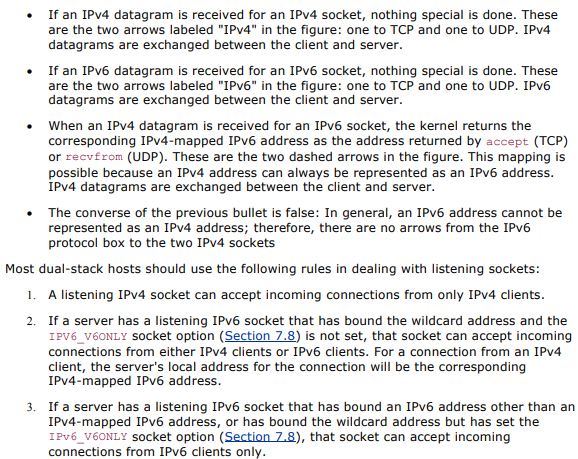 • If an IPv4 datagram is received for an IPv4 socket, nothing special is done. These
are the two arrows labeled "IPv4" in the figure: one to TCP and one to UDP. IPv4
datagrams are exchanged between the client and server.
• If an IPv6 datagram is received for an IPv6 socket, nothing special is done. These
are the two arrows labeled "IPv6" in the figure: one to TCP and one to UDP. IPv6
datagrams are exchanged between the client and server.
• When an IPv4 datagram is received for an IPv6 socket, the kernel returns the
corresponding IPv4-mapped IPv6 address as the address returned by accept (TCP)
or recvfrom (UDP). These are the two dashed arrows in the figure. This mapping is
possible because an IPv4 address can always be represented as an IPv6 address.
IPv4 datagrams are exchanged between the client and server.
• The converse of the previous bullet is false: In general, an IPv6 address cannot be
represented as an IPv4 address; therefore, there are no arrows from the IPv6
protocol box to the two IPv4 sockets
Most dual-stack hosts should use the following rules in dealing with listening sockets:
1. A listening IPv4 socket can accept incoming connections from only IPv4 clients.
2. If a server has a listening IPv6 socket that has bound the wildcard address and the
IPV6_V6ONLY socket option (Section 7.8) is not set, that socket can accept incoming
connections from either IPv4 clients or IPv6 clients. For a connection from an IPv4
client, the server's local address for the connection will be the corresponding
IPv4-mapped IPv6 address.
3. If a server has a listening IPv6 socket that has bound an IPv6 address other than an
IPv4-mapped IPv6 address, or has bound the wildcard address but has set the
IPv6_V6ONLY socket option (Section 7.8), that socket can accept incoming
connections from IPv6 clients only.